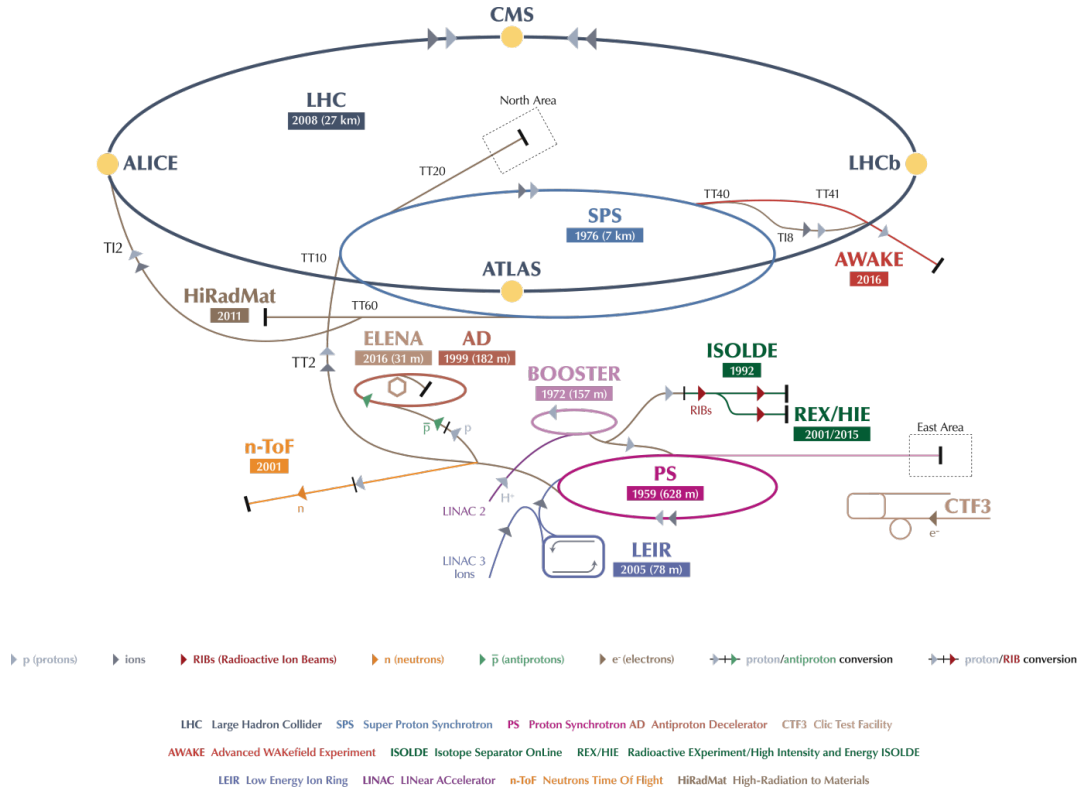 CMS
North Area
LHC
2008 (27 km)
ALICE
LHCb
TT20
TT40
TT41
SPS
1976 (7 km)
TI8
TI2
TT10
ATLAS
AWAKE
2016
HiRadMat
2011
TT60
ELENA
2016 (31 m)
AD
1999 (182 m)
TT2
BOOSTER
1972 (157 m)
ISOLDE
1992
RIBs
REX/HIE
2001/2015
p̅
p
East Area
n-ToF
2001
PS
1959 (628 m)
n
H⁺
LINAC 2
CTF3
e⁻
LEIR
2005 (78 m)
LINAC 3
Ions
p (protons) ions RIBs (Radioactive Ion Beams) n (neutrons) p̅ (antiprotons) e⁻ (electrons) proton/antiproton conversion proton/RIB conversion
LHC Large Hadron Collider SPS Super Proton Synchrotron PS Proton Synchrotron AD Antiproton Decelerator CTF3 Clic Test Facility
AWAKE Advanced WAKefield Experiment ISOLDE Isotope Separator OnLine REX/HIE Radioactive EXperiment/High Intensity and Energy ISOLDE
LEIR Low Energy Ion Ring LINAC LINear ACcelerator n-ToF Neutrons Time Of Flight HiRadMat High-Radiation to Materials